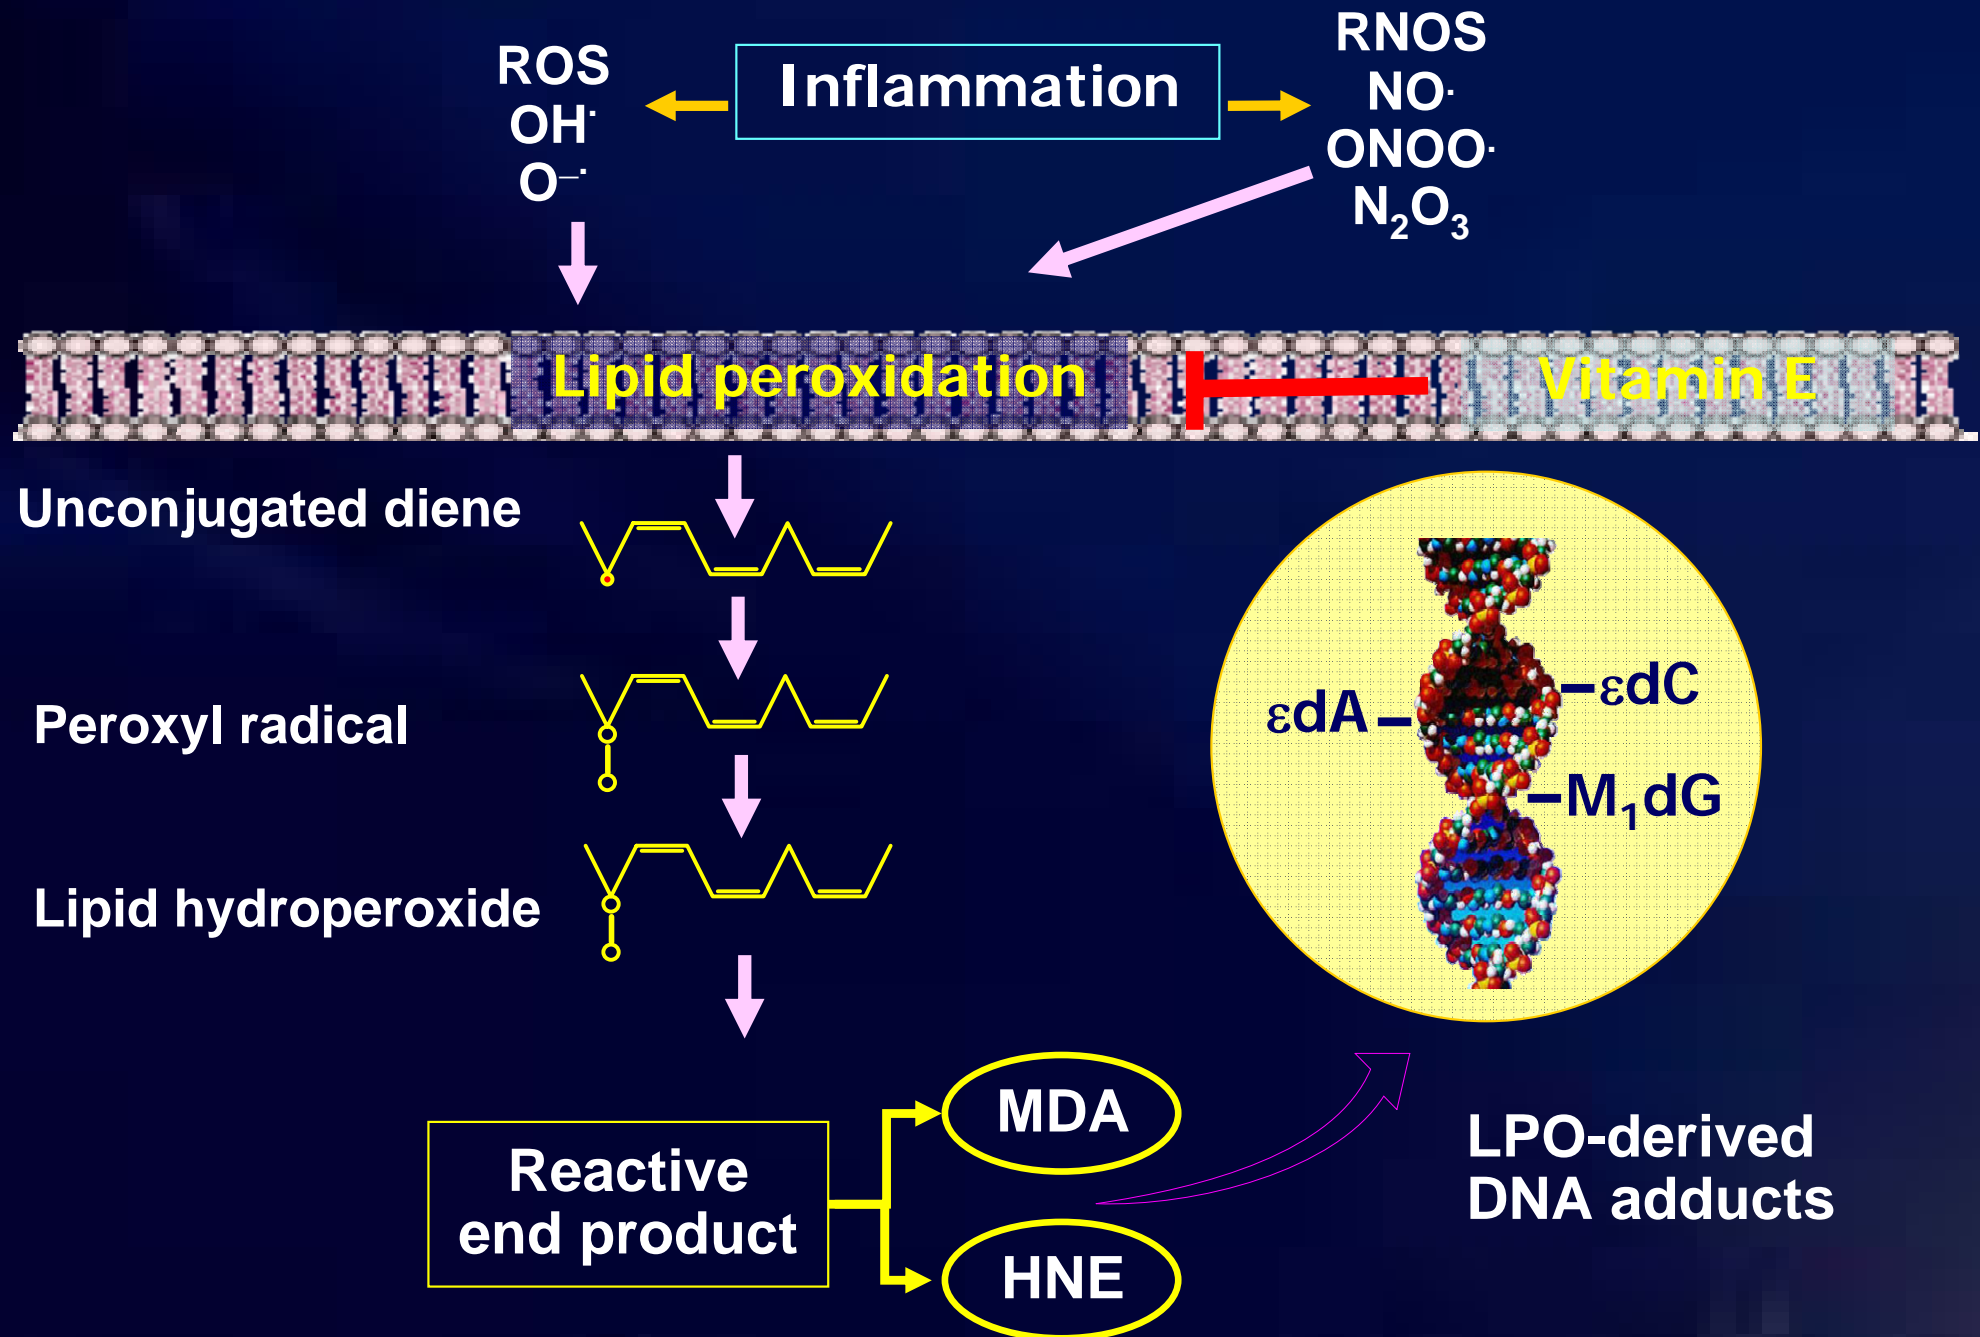 ROS
OH·
O–·
Inflammation
RNOS
NO·
ONOO·
N₂O₃
Lipid peroxidation
Vitamin E
Unconjugated diene
Peroxyl radical
Lipid hydroperoxide
εdA
εdC
M₁dG
Reactive
end product
MDA
HNE
LPO-derived
DNA adducts